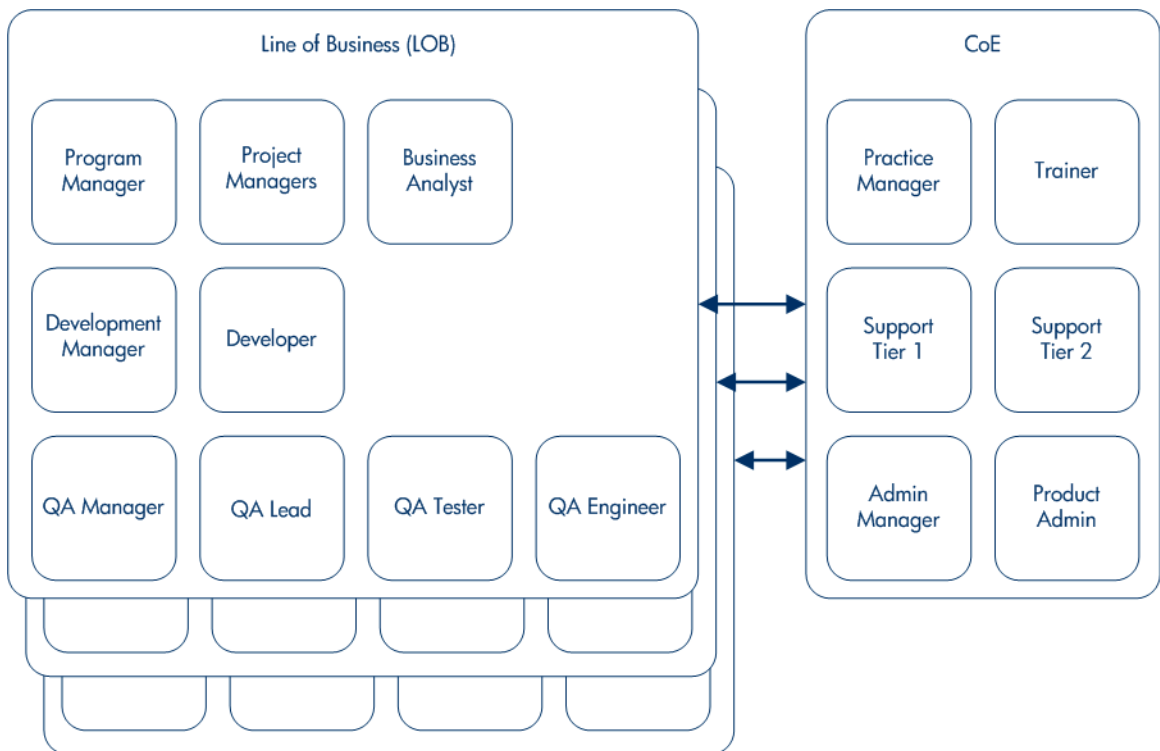 Line of Business (LOB)
CoE
Program
Manager
Project
Managers
Business
Analyst
Practice
Manager
Trainer
Development
Manager
Developer
Support
Tier 1
Support
Tier 2
QA Manager
QA Lead
QA Tester
QA Engineer
Admin
Manager
Product
Admin